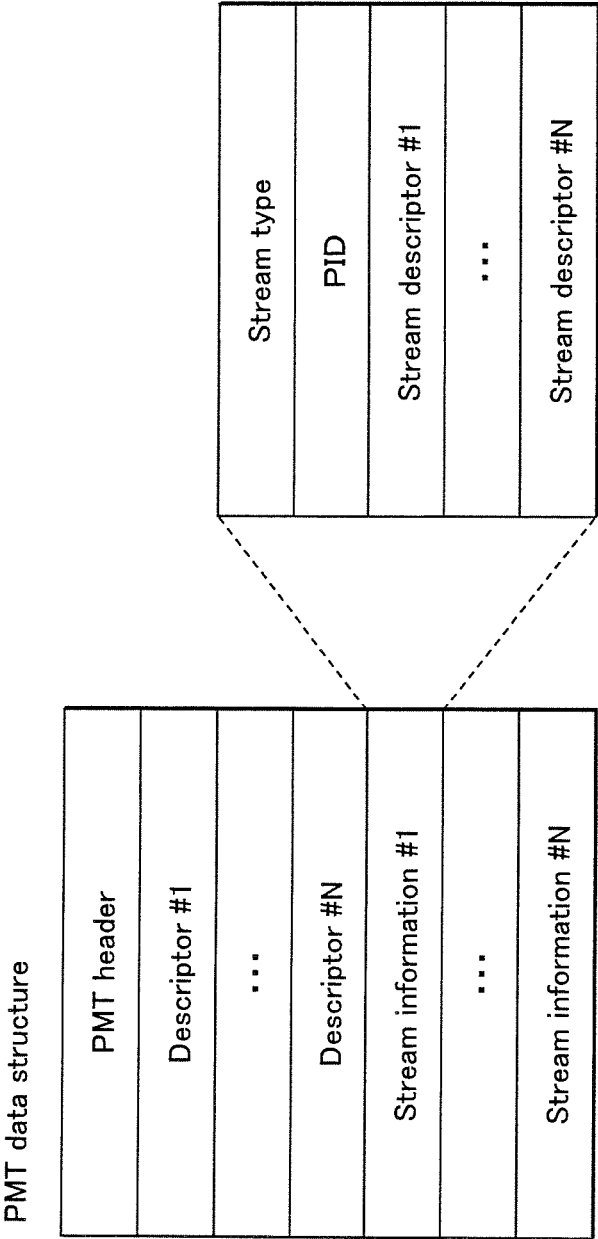 PMT data structure
PMT header
Descriptor #1
...
Descriptor #N
Stream information #1
...
Stream information #N
Stream type
PID
Stream descriptor #1
...
Stream descriptor #N